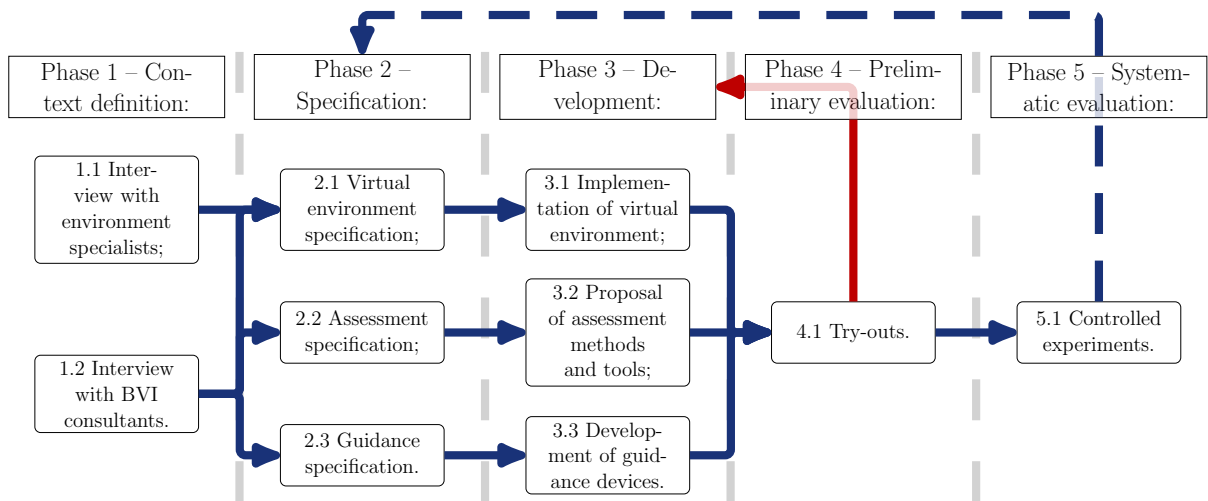 Phase 1 – Con-
text definition:
Phase 2 –
Specification:
Phase 3 – De-
velopment:
Phase 4 – Prelim-
inary evaluation:
Phase 5 – System-
atic evaluation:
1.1 Inter-
view with
environment
specialists;
1.2 Interview
with BVI
consultants.
2.1 Virtual
environment
specification;
2.2 Assessment
specification;
2.3 Guidance
specification.
3.1 Implemen-
tation of virtual
environment;
3.2 Proposal
of assessment
methods
and tools;
3.3 Develop-
ment of guid-
ance devices.
4.1 Try-outs.
5.1 Controlled
experiments.